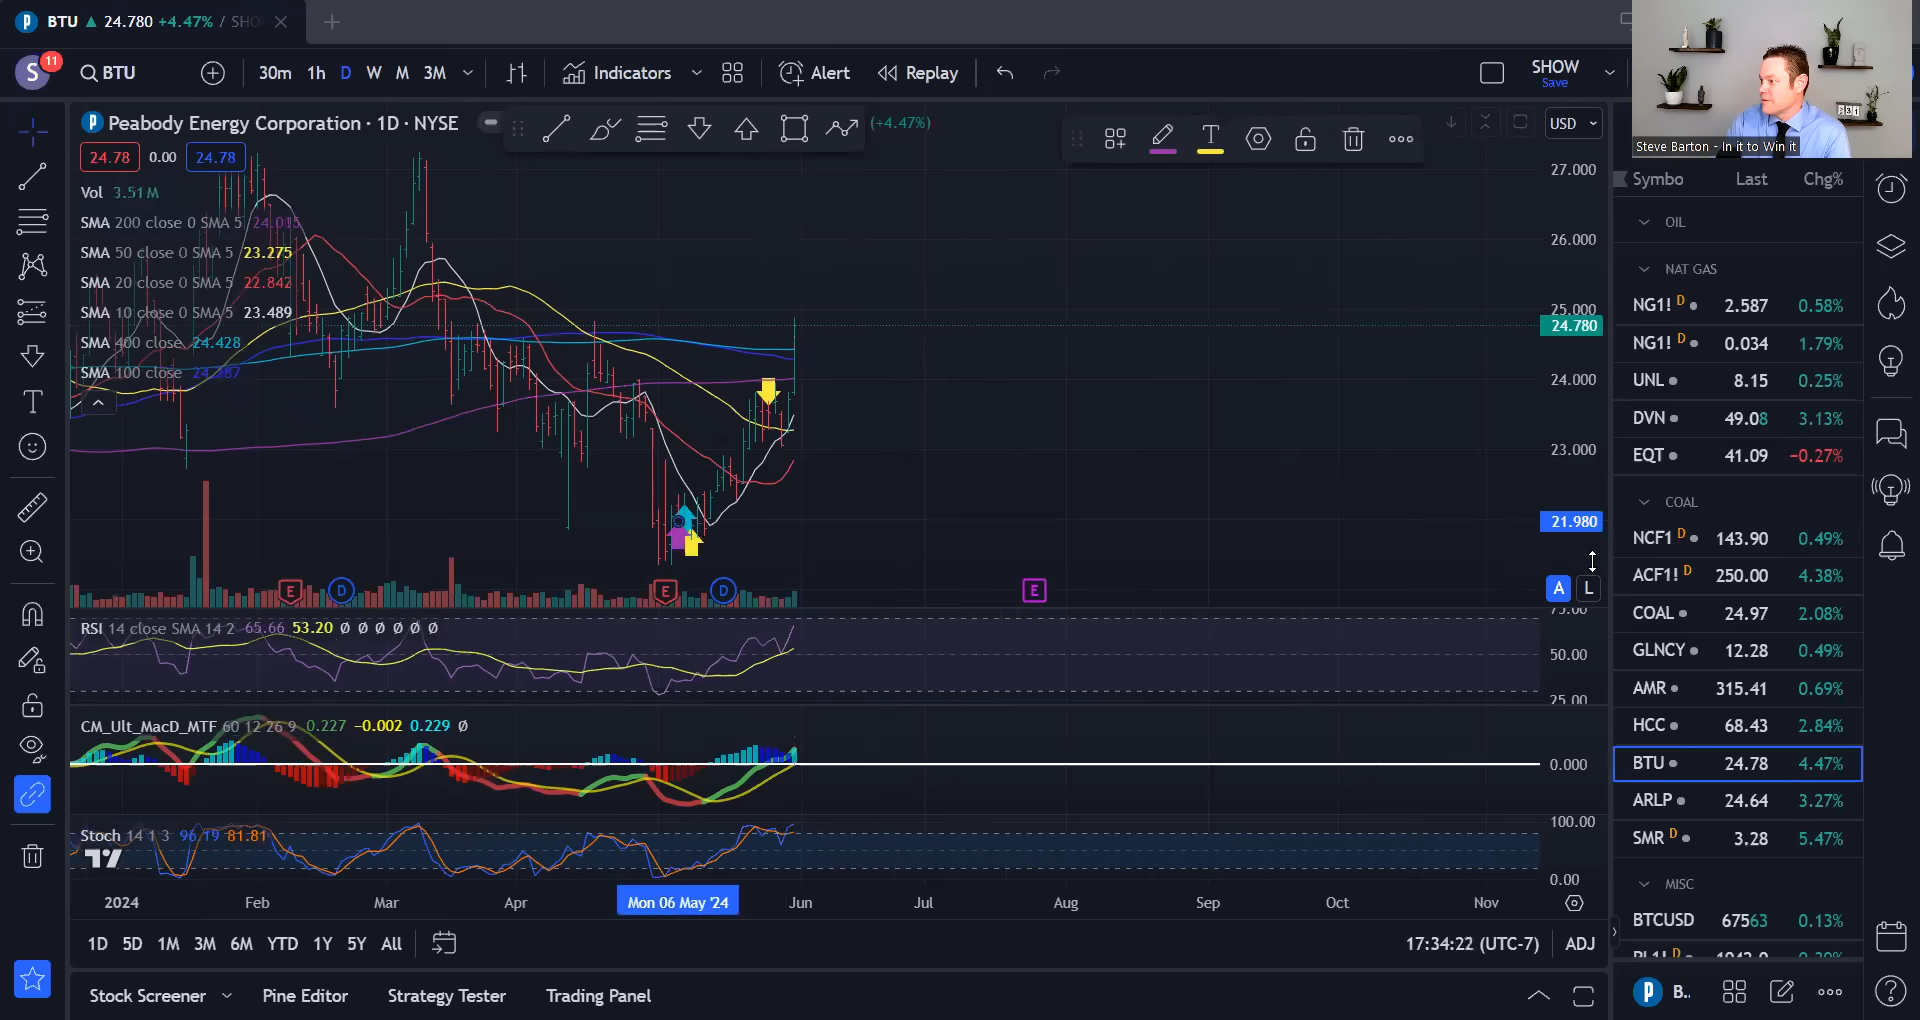 BTU ▲ 24.780 +4.47% / SHO
11
S
BTU
30m 1h D W M 3M
Indicators
Alert
Replay
SHOW
Save
Peabody Energy Corporation · 1D · NYSE
(+4.47%)
USD
24.78 0.00 24.78
Vol 3.51M
SMA 200 close 0 SMA 5 24.015
SMA 50 close 0 SMA 5 23.275
SMA 20 close 0 SMA 5 22.842
SMA 10 close 0 SMA 5 23.489
SMA 400 close 24.428
SMA 100 close 24.287
27.000
26.000
25.000
24.780
24.000
23.000
21.980
E D E D E
A L
75.00
RSI 14 close SMA 14 2 65.66 53.20 Ø Ø Ø Ø Ø Ø
50.00
25.00
CM_Ult_MacD_MTF 60 12 26 9 0.227 −0.002 0.229 Ø
0.000
Stoch 14 1 3 96.19 81.81
100.00
0.00
2024 Feb Mar Apr Mon 06 May '24 Jun Jul Aug Sep Oct Nov
1D 5D 1M 3M 6M YTD 1Y 5Y All
17:34:22 (UTC-7) ADJ
Stock Screener Pine Editor Strategy Tester Trading Panel
Steve Barton - In it to Win it
Symbo Last Chg%
OIL
NAT GAS
NG1! D 2.587 0.58%
NG1! D 0.034 1.79%
UNL 8.15 0.25%
DVN 49.08 3.13%
EQT 41.09 −0.27%
COAL
NCF1 D 143.90 0.49%
ACF1! D 250.00 4.38%
COAL 24.97 2.08%
GLNCY 12.28 0.49%
AMR 315.41 0.69%
HCC 68.43 2.84%
BTU 24.78 4.47%
ARLP 24.64 3.27%
SMR D 3.28 5.47%
MISC
BTCUSD 67563 0.13%
B..